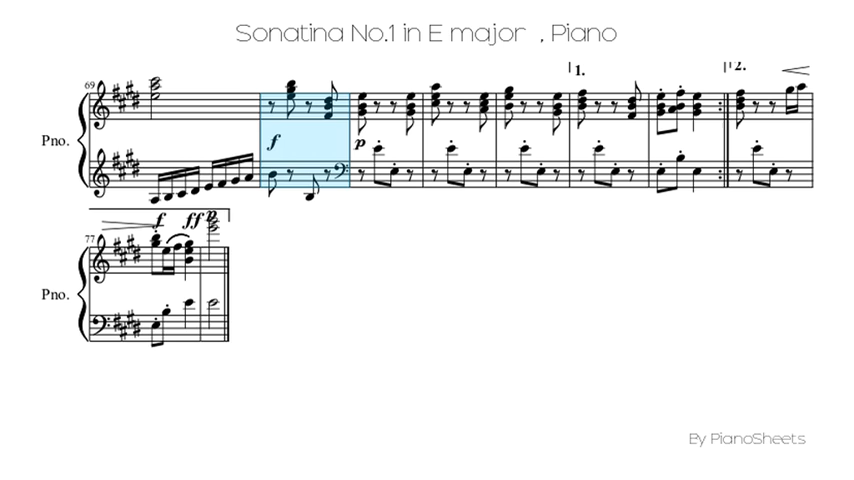 Sonatina No.1 in E major , Piano
1. 2.
69
Pno.
f p
77
f ff p
Pno.
By PianoSheets